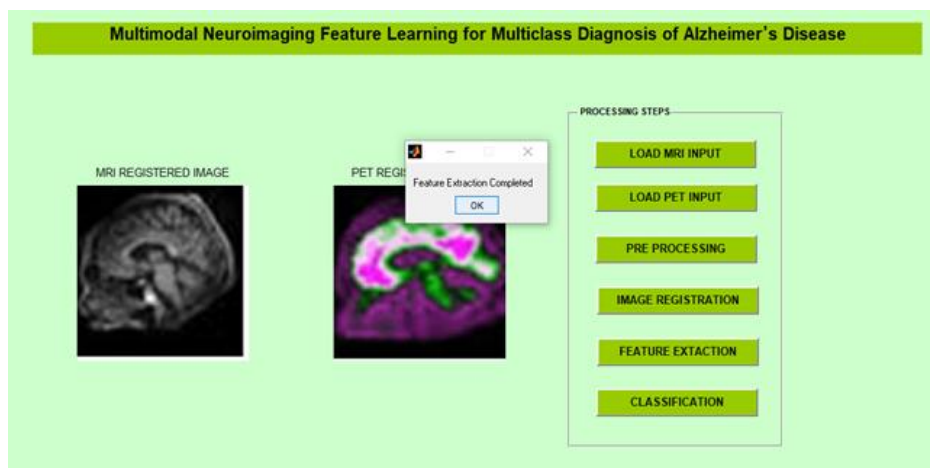 Multimodal Neuroimaging Feature Learning for Multiclass Diagnosis of Alzheimer's Disease
PROCESSING STEPS
MRI REGISTERED IMAGE
PET REGIS
Feature Extraction Completed
OK
LOAD MRI INPUT
LOAD PET INPUT
PRE PROCESSING
IMAGE REGISTRATION
FEATURE EXTACTION
CLASSIFICATION